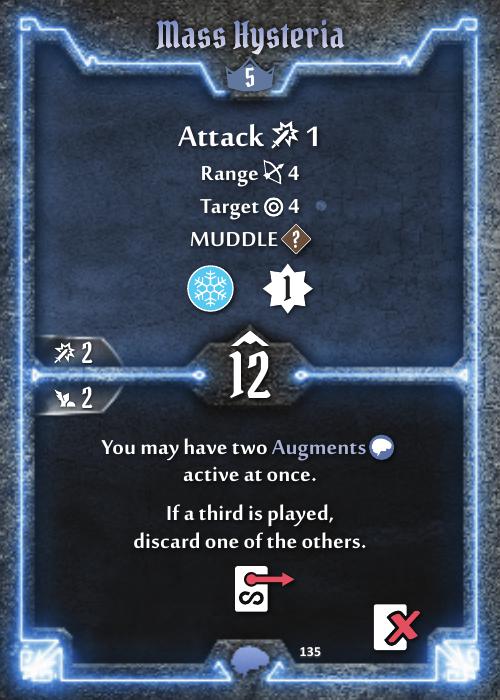 Mass Hysteria
5
Attack 1
Range 4
Target 4
MUDDLE ?
1
2
12
2
You may have two Augments
active at once.
If a third is played,
discard one of the others.
135